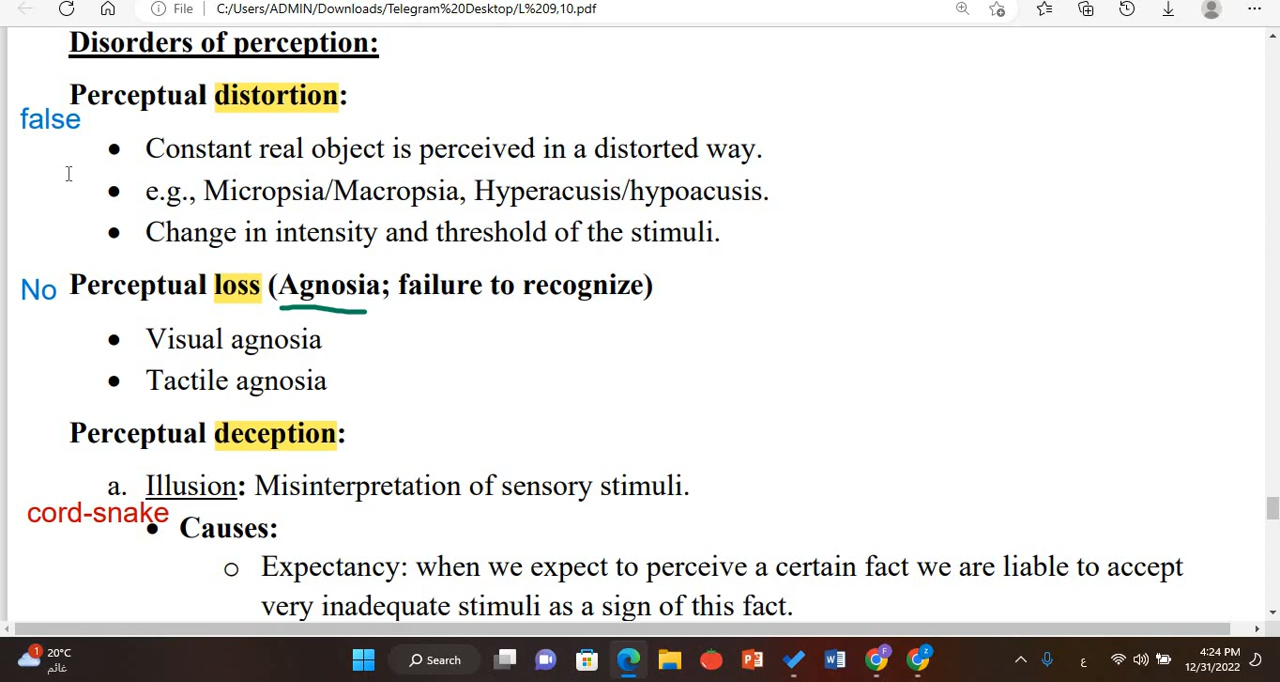 File
C:/Users/ADMIN/Downloads/Telegram%20Desktop/L%209,10.pdf
Disorders of perception:
Perceptual distortion:
false
• Constant real object is perceived in a distorted way.
• e.g., Micropsia/Macropsia, Hyperacusis/hypoacusis.
• Change in intensity and threshold of the stimuli.
No Perceptual loss (Agnosia; failure to recognize)
• Visual agnosia
• Tactile agnosia
Perceptual deception:
a. Illusion: Misinterpretation of sensory stimuli.
cord-snake
• Causes:
o Expectancy: when we expect to perceive a certain fact we are liable to accept
very inadequate stimuli as a sign of this fact.
1
20°C
غائم
Search
F
Z
ع
4:24 PM
12/31/2022